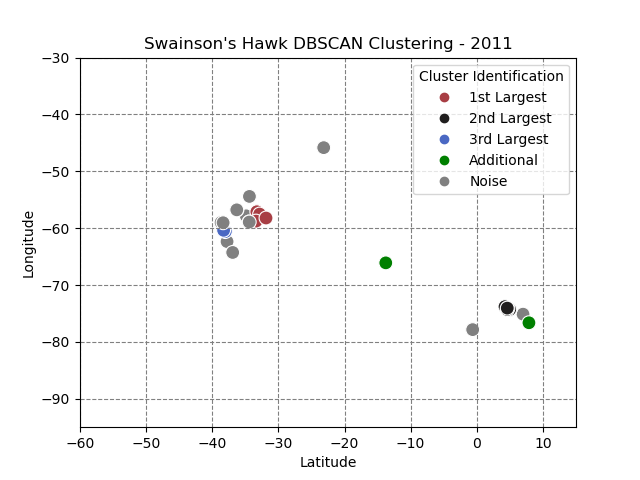 Swainson's Hawk DBSCAN Clustering - 2011
Cluster Identification
1st Largest
2nd Largest
3rd Largest
Additional
Noise
Longitude
−30
−40
−50
−60
−70
−80
−90
−60
−50
−40
−30
−20
−10
0
10
Latitude